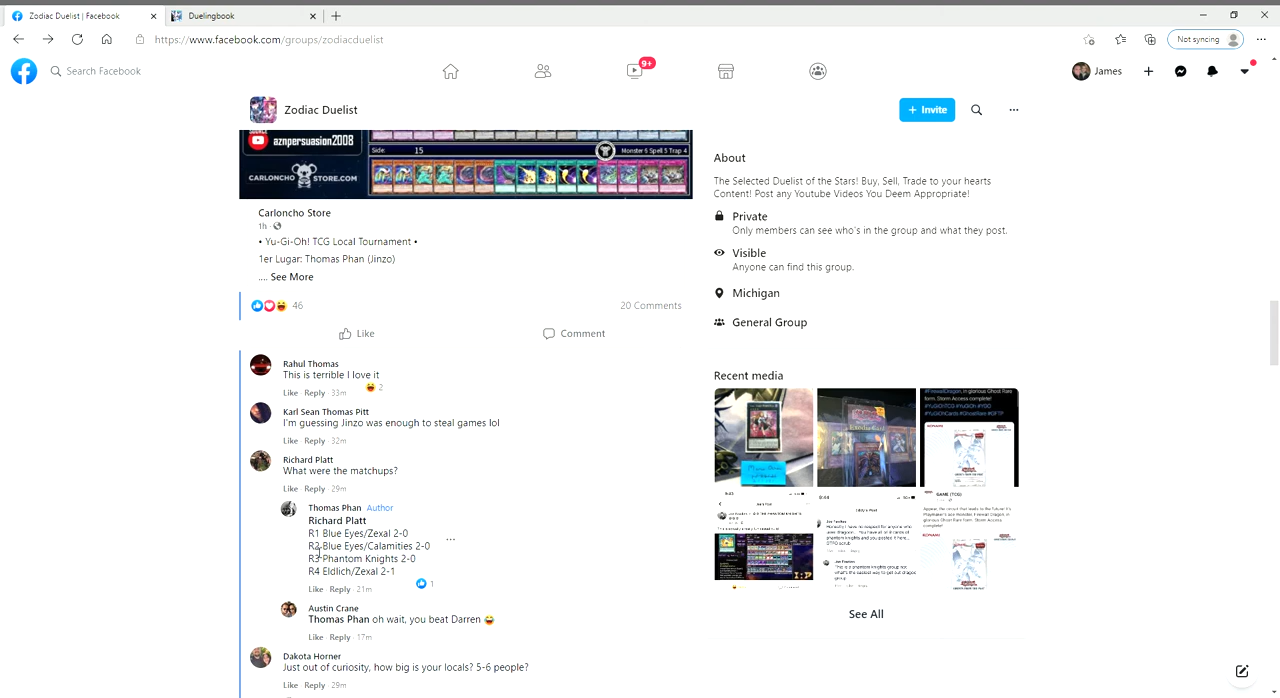 Zodiac Duelist | Facebook
Duelingbook
https://www.facebook.com/groups/zodiacduelist
Not syncing
Search Facebook
9+
James
Zodiac Duelist
+ Invite
aznpersuasion2008
CARLONCHO STORE.COM
Side: 15
Monster 6 Spell 5 Trap 4
Carloncho Store
1h ·
• Yu-Gi-Oh! TCG Local Tournament •
1er Lugar: Thomas Phan (Jinzo)
.... See More
46
20 Comments
Like
Comment
Rahul Thomas
This is terrible I love it
2
Like · Reply · 33m
Karl Sean Thomas Pitt
I'm guessing Jinzo was enough to steal games lol
Like · Reply · 32m
Richard Platt
What were the matchups?
Like · Reply · 29m
Thomas Phan Author
Richard Platt
R1 Blue Eyes/Zexal 2-0
R2 Blue Eyes/Calamities 2-0
R3 Phantom Knights 2-0
R4 Eldlich/Zexal 2-1
1
Like · Reply · 21m
Austin Crane
Thomas Phan oh wait, you beat Darren 😂
Like · Reply · 17m
Dakota Horner
Just out of curiosity, how big is your locals? 5-6 people?
Like · Reply · 29m
About
The Selected Duelist of the Stars! Buy, Sell, Trade to your hearts
Content! Post any Youtube Videos You Deem Appropriate!
Private
Only members can see who's in the group and what they post.
Visible
Anyone can find this group.
Michigan
General Group
Recent media
See All